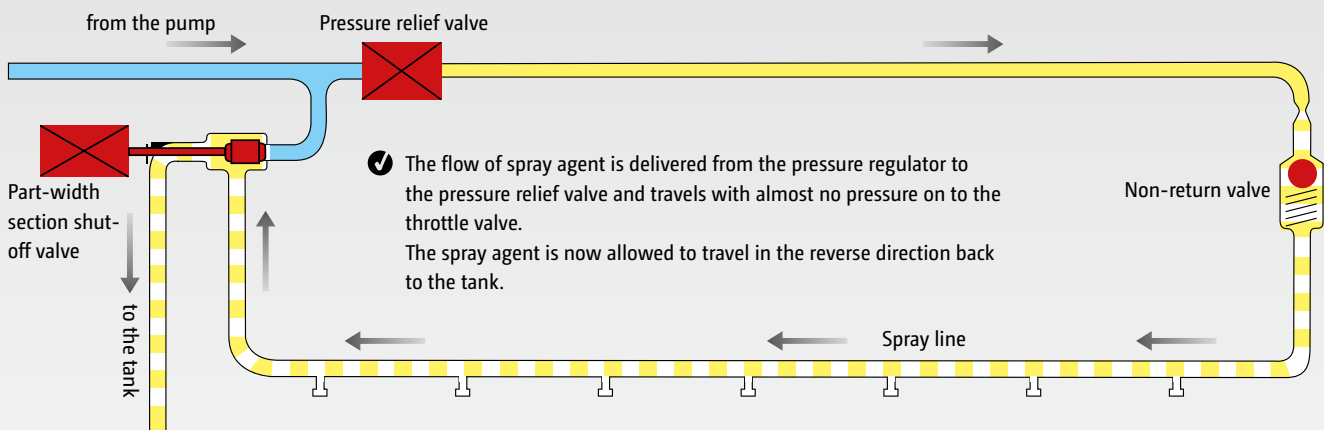 from the pump
Pressure relief valve
Part-width
section shut-
off valve
The flow of spray agent is delivered from the pressure regulator to
the pressure relief valve and travels with almost no pressure on to the
throttle valve.
The spray agent is now allowed to travel in the reverse direction back
to the tank.
Non-return valve
to the tank
Spray line